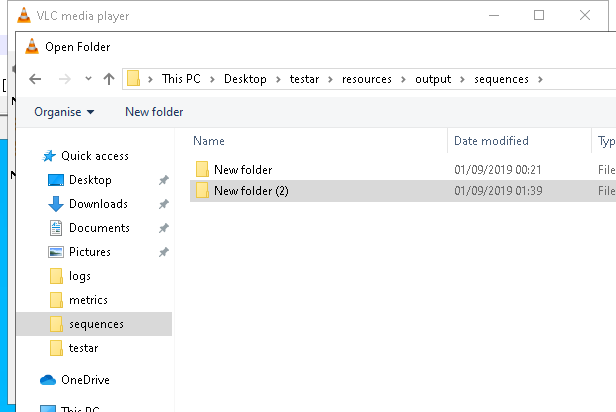 VLC media player
Open Folder
This PC > Desktop > testar > resources > output > sequences >
Organise New folder
Name Date modified Typ
Quick access
New folder 01/09/2019 00:21 File
Desktop
New folder (2) 01/09/2019 01:39 File
Downloads
Documents
Pictures
logs
metrics
sequences
testar
OneDrive
This PC